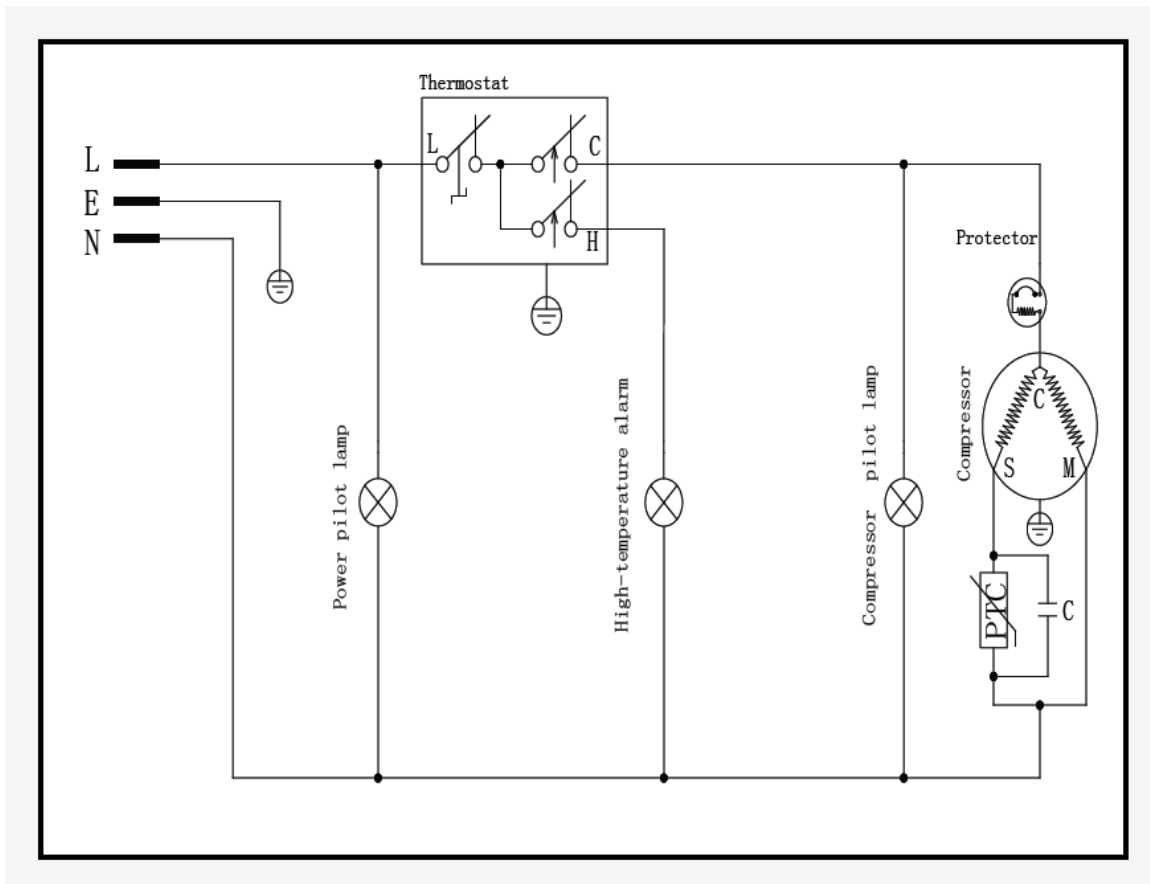 Thermostat
L
L
C
E
N
H
Protector
Power pilot lamp
High-temperature alarm
Compressor pilot lamp
Compressor
C
S
M
PTC
C